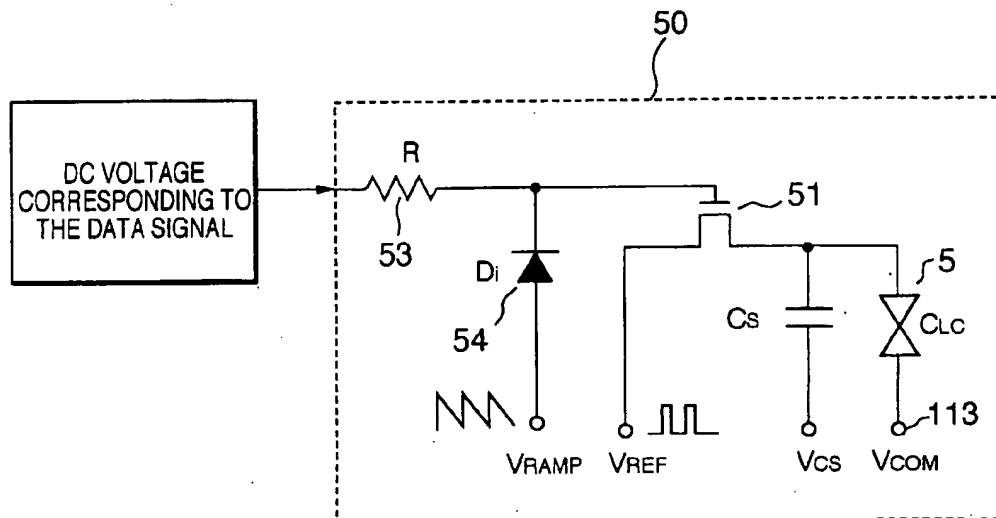 50
DC VOLTAGE
CORRESPONDING TO
THE DATA SIGNAL
R
53
51
Di
54
CS
5
CLC
113
VRAMP
VREF
VCS
VCOM